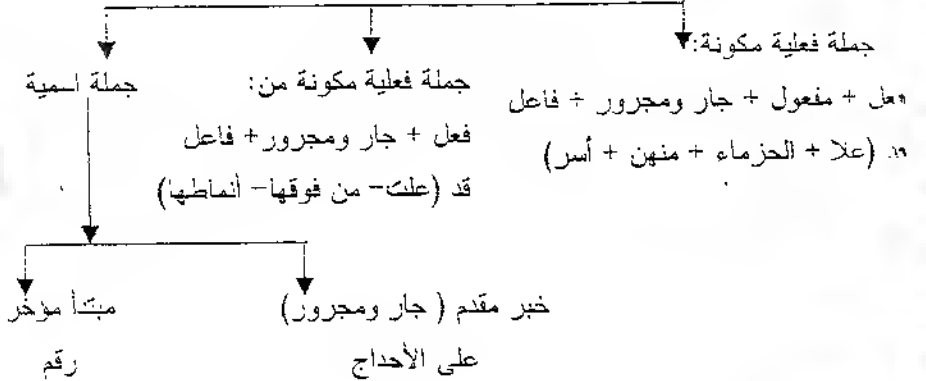 جملة فعلية مكونة:
فعل + مفعول + جار ومجرور + فاعل
(علا + الحزماء + منهن + أسر)
جملة فعلية مكونة من:
فعل + جار ومجرور+ فاعل
قد (علت- من فوقها- أنماطها)
جملة اسمية
خبر مقدم ( جار ومجرور)
على الأحداج
مبتدأ مؤخر
رقم